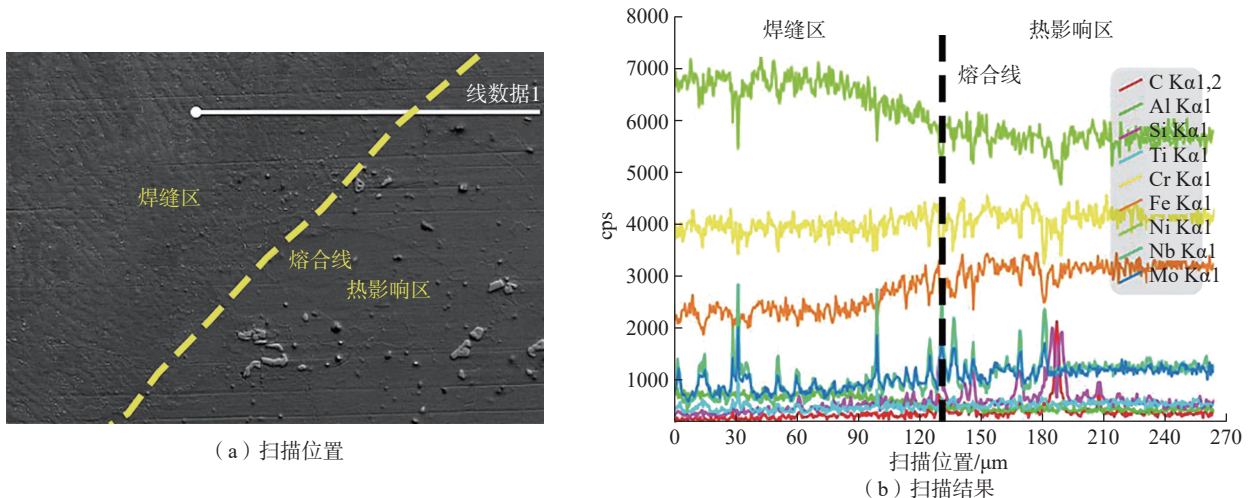 线数据1
焊缝区
熔合线
热影响区
（a）扫描位置
8000
7000
6000
5000
4000
3000
2000
1000
cps
焊缝区
热影响区
熔合线
C Kα1,2
Al Kα1
Si Kα1
Ti Kα1
Cr Kα1
Fe Kα1
Ni Kα1
Nb Kα1
Mo Kα1
0 30 60 90 120 150 180 210 240 270
扫描位置/μm
（b）扫描结果